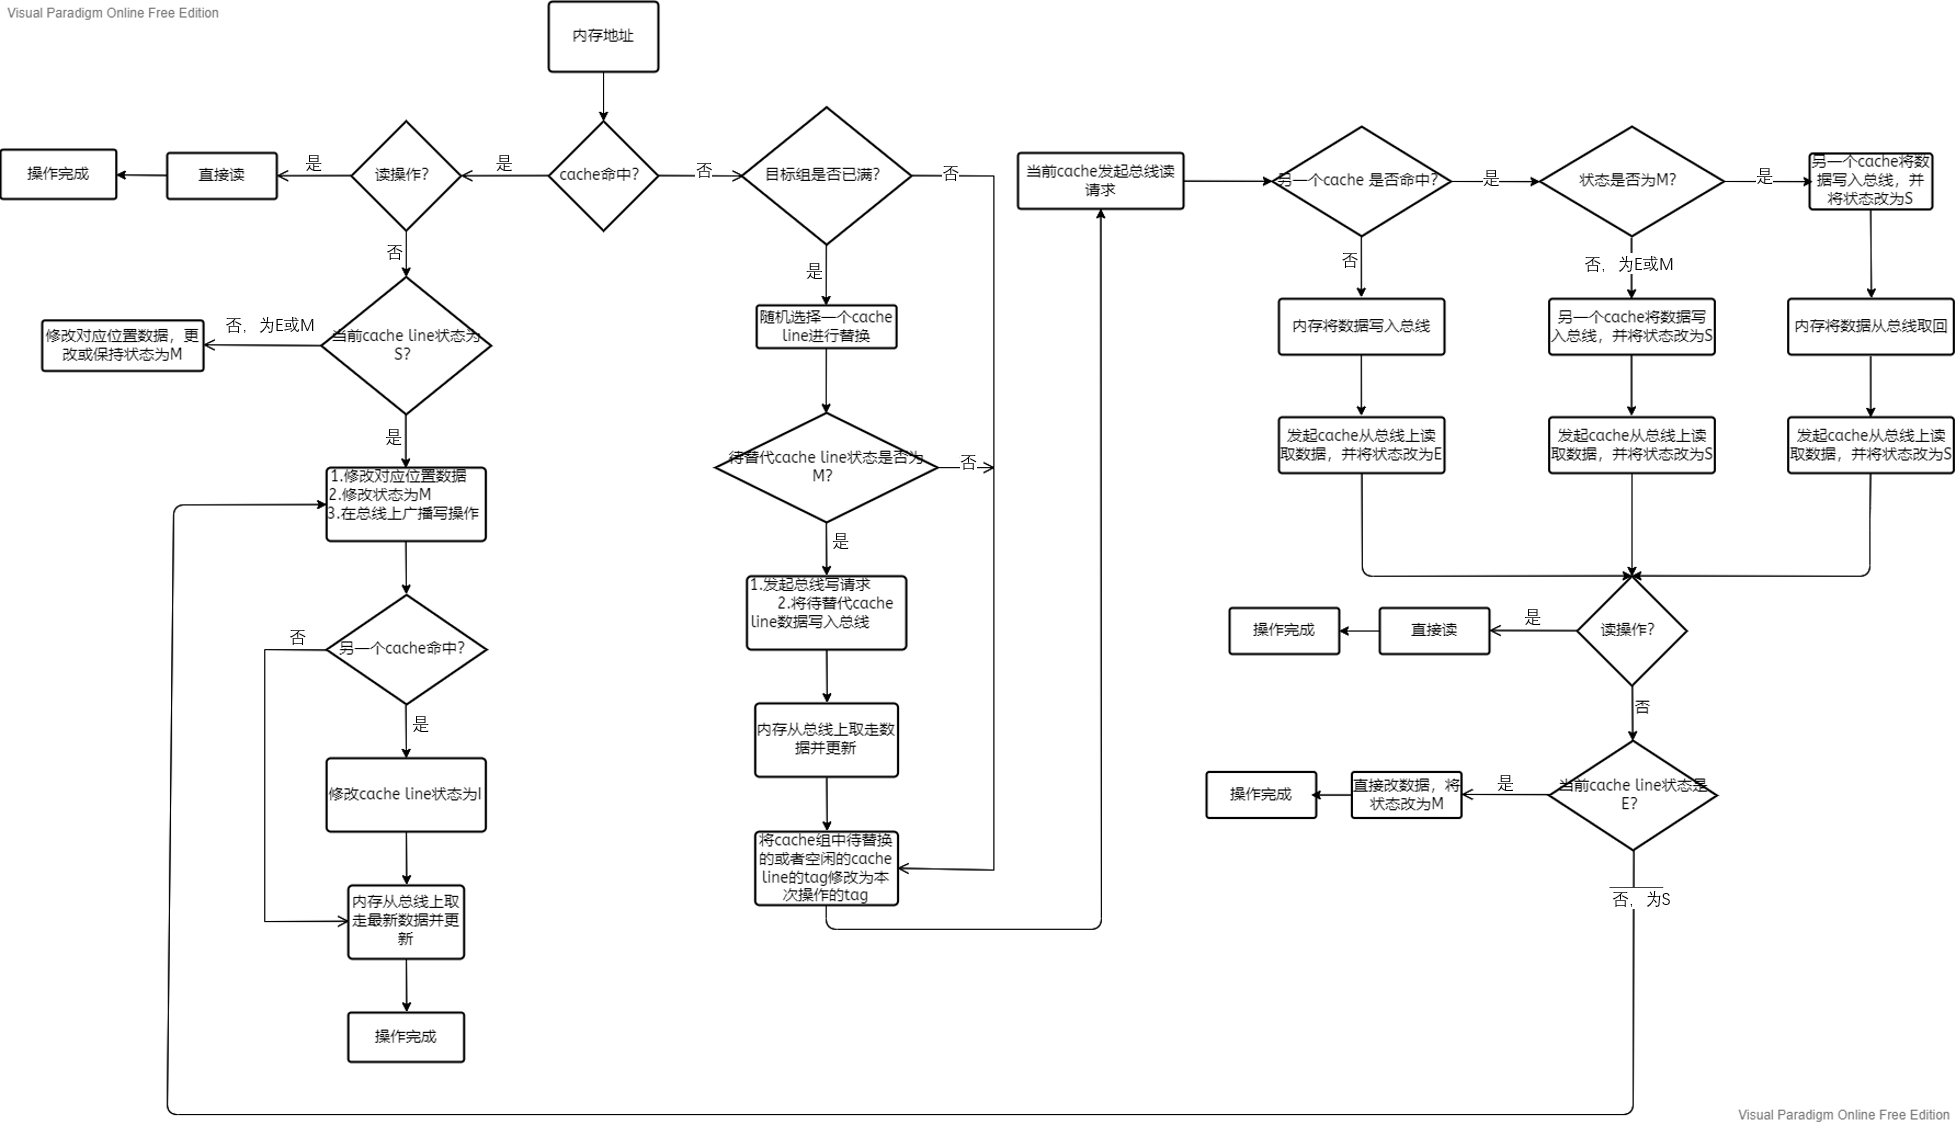 Visual Paradigm Online Free Edition
内存地址
操作完成
是
直接读
是
读操作？
是
cache命中？
否
目标组是否已满？
否
否
当前cache line状态为
S？
否，为E或M
修改对应位置数据，更
改或保持状态为M
是
1.修改对应位置数据
2.修改状态为M
3.在总线上广播写操作
另一个cache命中？
否
是
修改cache line状态为I
内存从总线上取
走最新数据并更
新
操作完成
是
随机选择一个cache
line进行替换
待替代cache line状态是否为
M？
否
是
1.发起总线写请求
2.将待替代cache
line数据写入总线
内存从总线上取走数
据并更新
将cache组中待替换
的或者空闲的cache
line的tag修改为本
次操作的tag
当前cache发起总线读
请求
另一个cache 是否命中？
是
状态是否为M？
是
另一个cache将数
据写入总线，并
将状态改为S
否
内存将数据写入总线
发起cache从总线上读
取数据，并将状态改为E
否，为E或M
另一个cache将数据写
入总线，并将状态改为S
发起cache从总线上读
取数据，并将状态改为S
内存将数据从总线取回
发起cache从总线上读
取数据，并将状态改为S
读操作？
是
直接读
操作完成
否
当前cache line状态是
E？
是
直接改数据，将
状态改为M
操作完成
否，为S
Visual Paradigm Online Free Edition